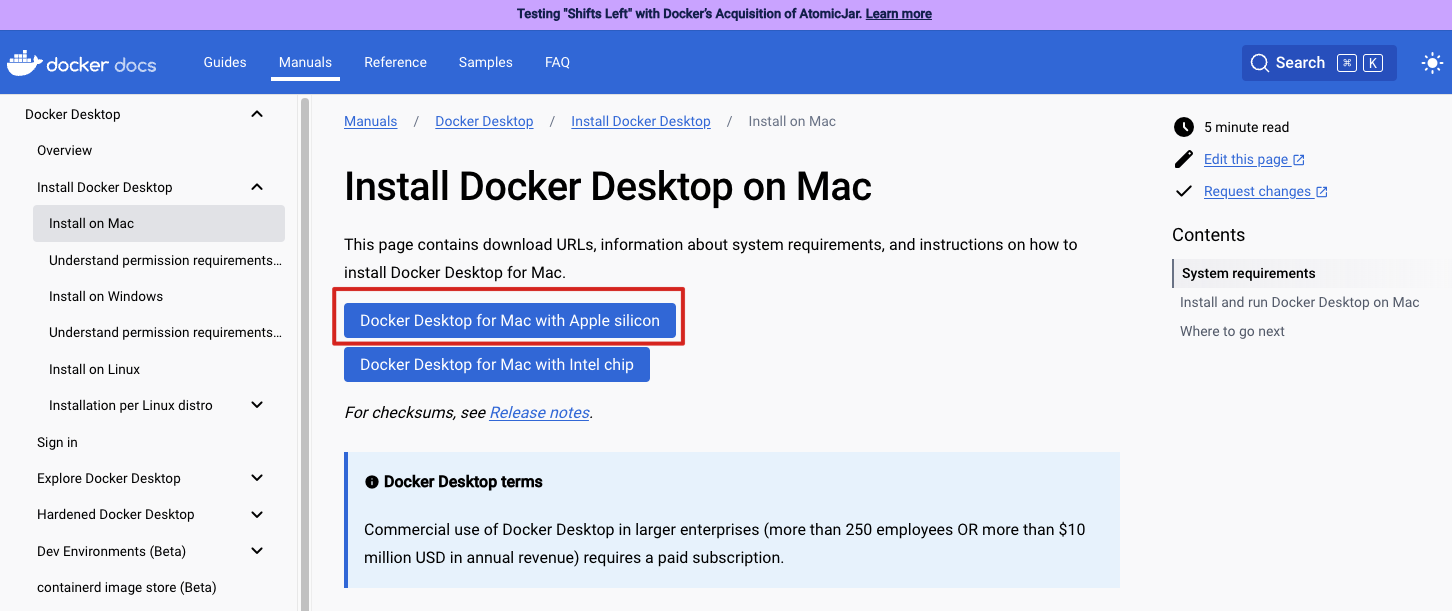 Testing "Shifts Left" with Docker's Acquisition of AtomicJar. Learn more
docker docs
Guides
Manuals
Reference
Samples
FAQ
Search ⌘ K
Docker Desktop
Overview
Install Docker Desktop
Install on Mac
Understand permission requirements...
Install on Windows
Understand permission requirements...
Install on Linux
Installation per Linux distro
Sign in
Explore Docker Desktop
Hardened Docker Desktop
Dev Environments (Beta)
containerd image store (Beta)
Manuals / Docker Desktop / Install Docker Desktop / Install on Mac
Install Docker Desktop on Mac
This page contains download URLs, information about system requirements, and instructions on how to
install Docker Desktop for Mac.
Docker Desktop for Mac with Apple silicon
Docker Desktop for Mac with Intel chip
For checksums, see Release notes.
Docker Desktop terms
Commercial use of Docker Desktop in larger enterprises (more than 250 employees OR more than $10
million USD in annual revenue) requires a paid subscription.
5 minute read
Edit this page
Request changes
Contents
System requirements
Install and run Docker Desktop on Mac
Where to go next